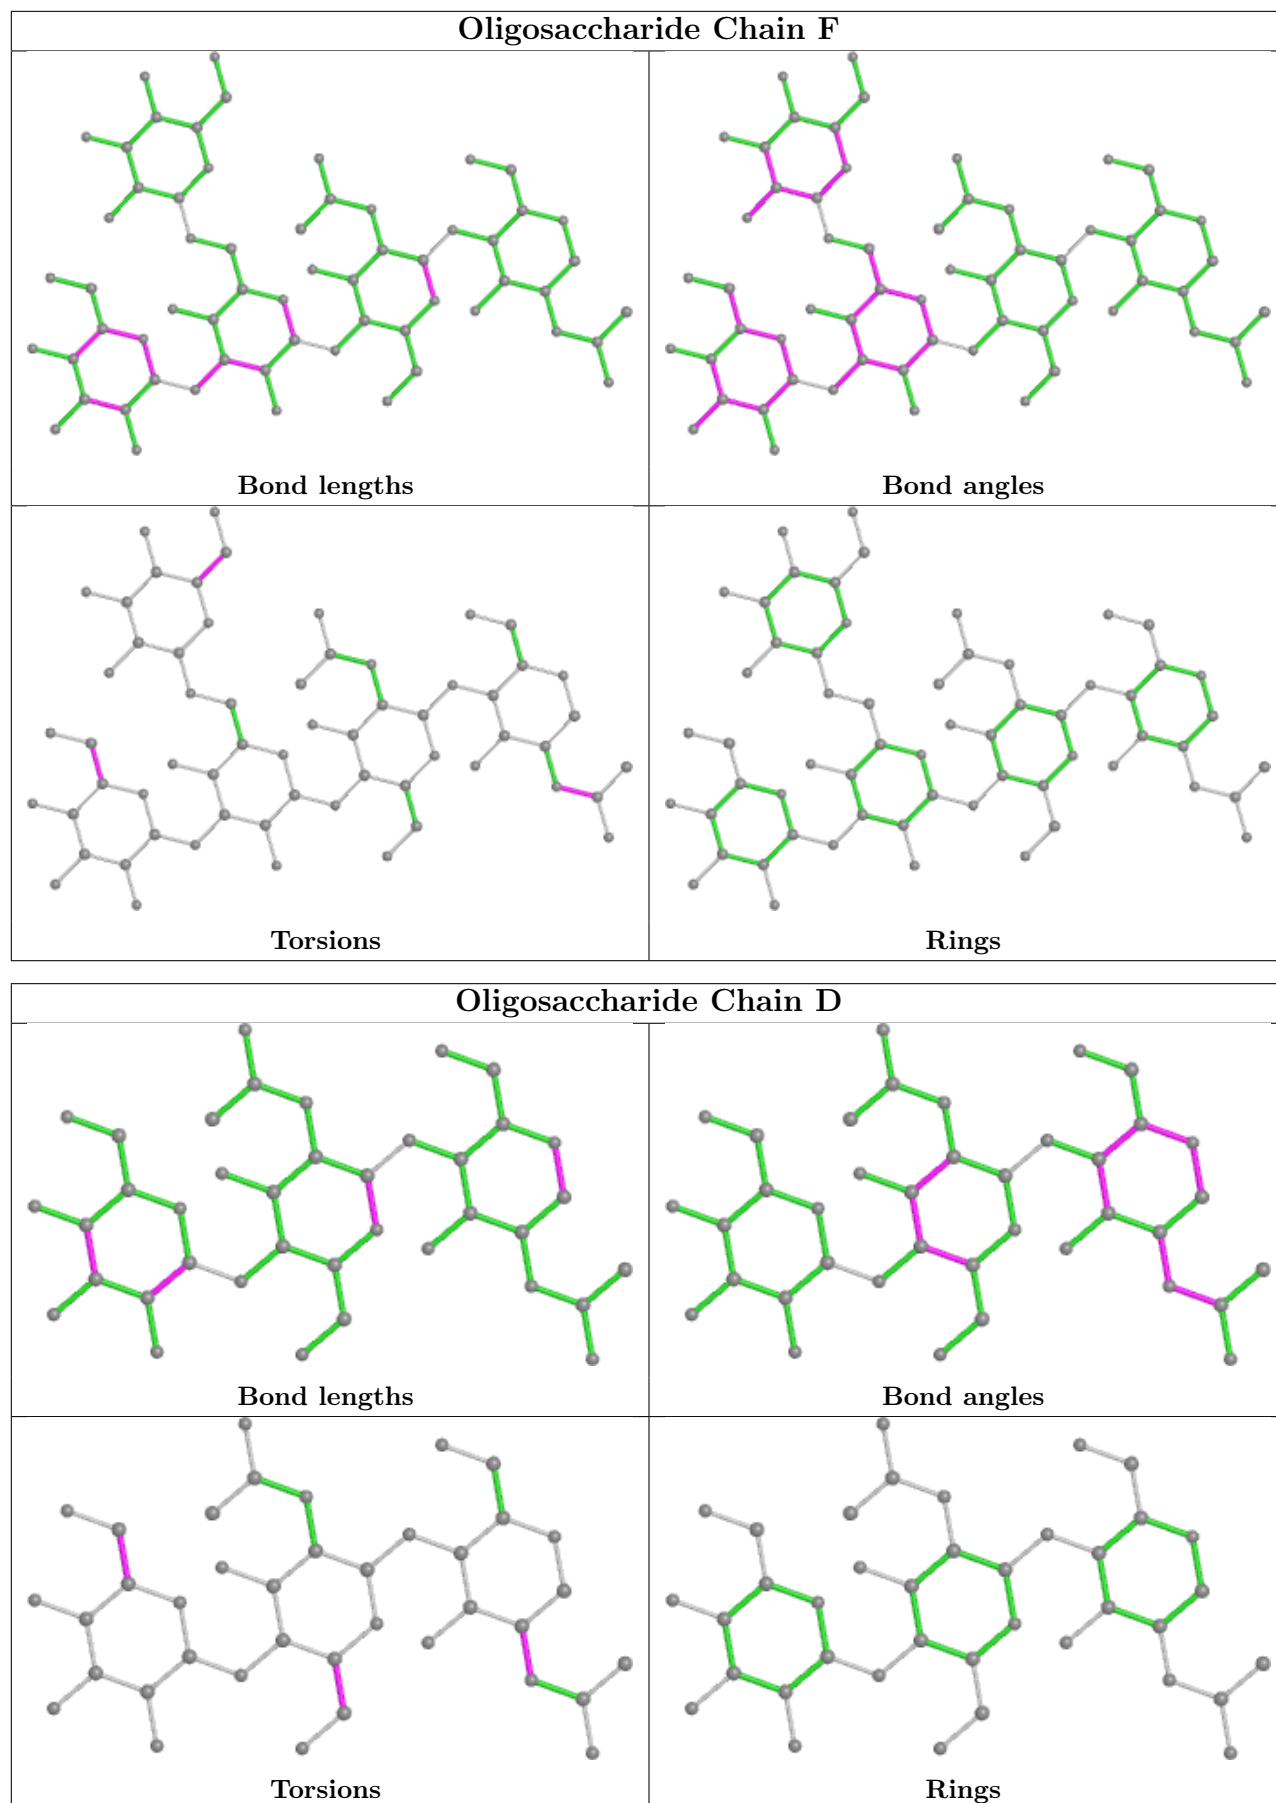 Oligosaccharide Chain F
Bond lengths
Bond angles
Torsions
Rings
Oligosaccharide Chain D
Bond lengths
Bond angles
Torsions
Rings